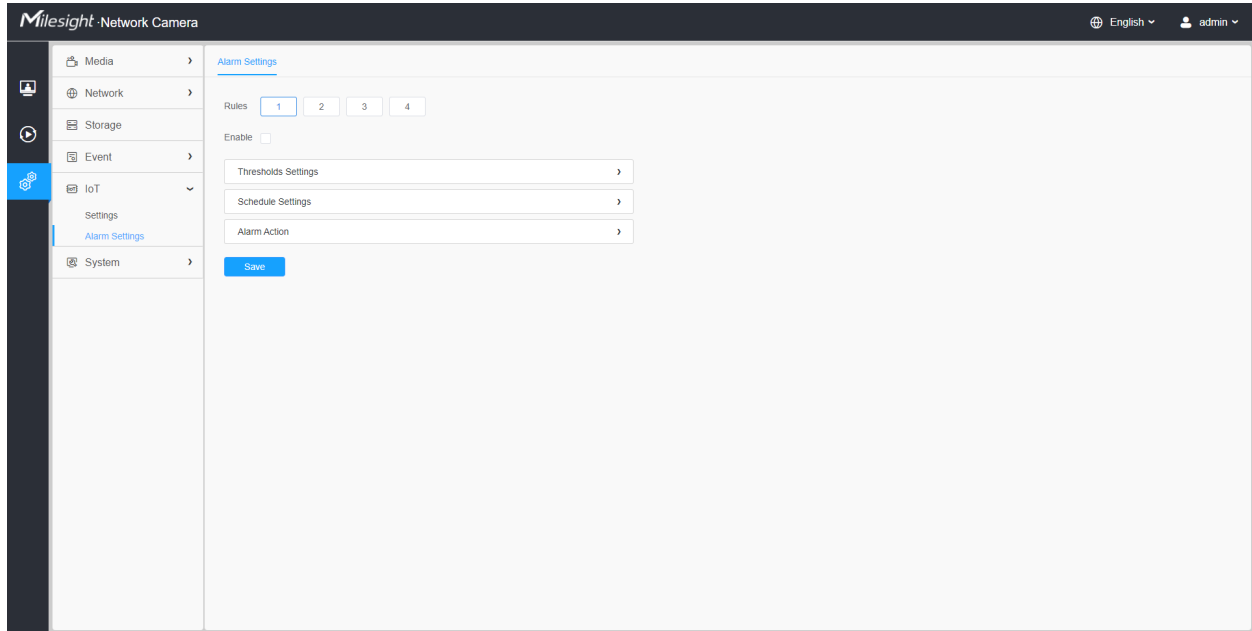 Milesight ·Network Camera
English
admin
Media
Network
Storage
Event
IoT
Settings
Alarm Settings
System
Alarm Settings
Rules 1 2 3 4
Enable
Thresholds Settings
Schedule Settings
Alarm Action
Save